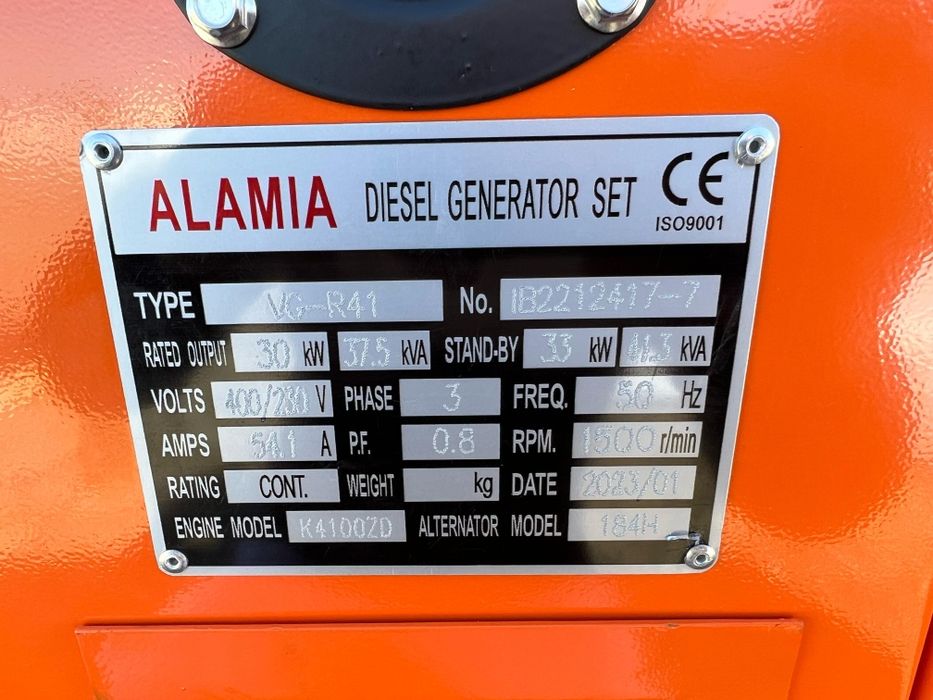 ALAMIA DIESEL GENERATOR SET CE
ISO9001
TYPE VG-R41 No. IB2212417-7
RATED OUTPUT 30 kW 37.5 kVA STAND-BY 33 kW 41.3 kVA
VOLTS 400/230 V PHASE 3 FREQ. 50 Hz
AMPS 54.1 A P.F. 0.8 RPM. 1500 r/min
RATING CONT. WEIGHT kg DATE 2023/01
ENGINE MODEL K4100ZD ALTERNATOR MODEL 184H